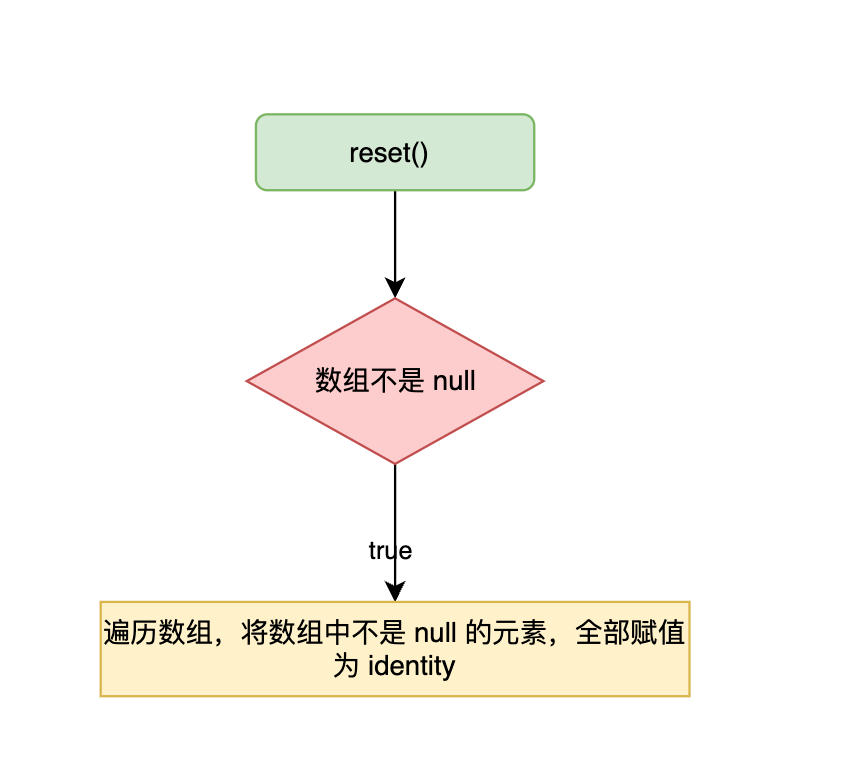 reset()
数组不是 null
true
遍历数组，将数组中不是 null 的元素，全部赋值
为 identity